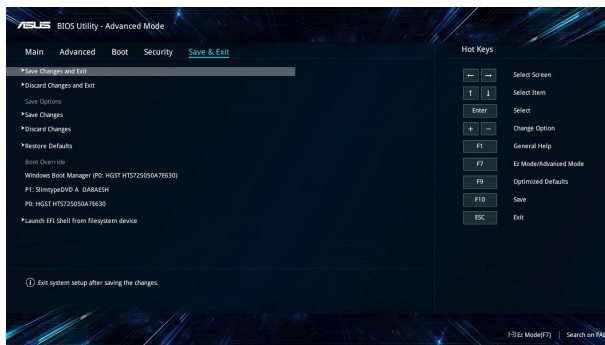 ASUS BIOS Utility - Advanced Mode
Main Advanced Boot Security Save & Exit
Hot Keys
Save Changes and Exit
Discard Changes and Exit
Save Options
Save Changes
Discard Changes
Restore Defaults
Boot Override
Windows Boot Manager (P0: HGST HTS725050A7E630)
P1: SlimtypeDVD A DA8AESH
P0: HGST HTS725050A7E630
Launch EFI Shell from filesystem device
← → Select Screen
↑ ↓ Select Item
Enter Select
+ − Change Option
F1 General Help
F7 Ez Mode/Advanced Mode
F9 Optimized Defaults
F10 Save
ESC Exit
Exit system setup after saving the changes.
Ez Mode(F7) | Search on FA